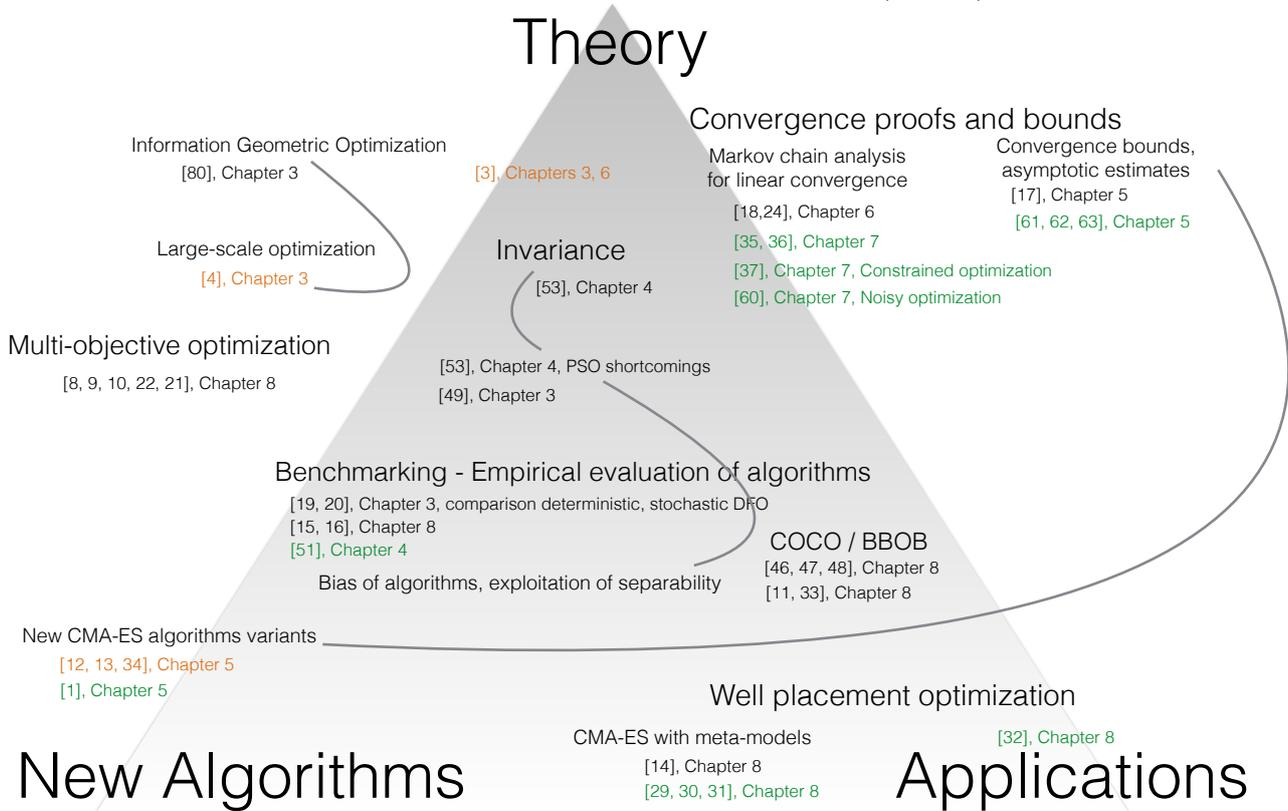 Theory
Convergence proofs and bounds
Information Geometric Optimization
[80], Chapter 3
[3], Chapters 3, 6
Markov chain analysis
for linear convergence
[18,24], Chapter 6
[35, 36], Chapter 7
[37], Chapter 7, Constrained optimization
[60], Chapter 7, Noisy optimization
Convergence bounds,
asymptotic estimates
[17], Chapter 5
[61, 62, 63], Chapter 5
Large-scale optimization
[4], Chapter 3
Invariance
[53], Chapter 4
Multi-objective optimization
[8, 9, 10, 22, 21], Chapter 8
[53], Chapter 4, PSO shortcomings
[49], Chapter 3
Benchmarking - Empirical evaluation of algorithms
[19, 20], Chapter 3, comparison deterministic, stochastic DFO
[15, 16], Chapter 8
[51], Chapter 4
Bias of algorithms, exploitation of separability
COCO / BBOB
[46, 47, 48], Chapter 8
[11, 33], Chapter 8
New CMA-ES algorithms variants
[12, 13, 34], Chapter 5
[1], Chapter 5
Well placement optimization
CMA-ES with meta-models
[14], Chapter 8
[29, 30, 31], Chapter 8
[32], Chapter 8
New Algorithms
Applications